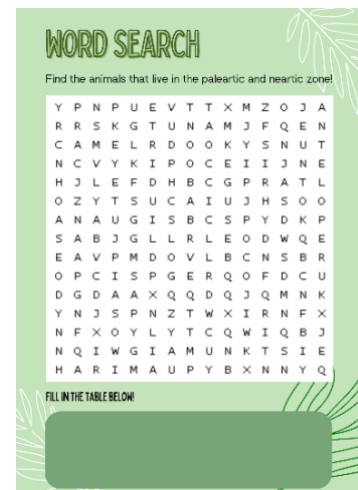 WORD SEARCH
Find the animals that live in the paleartic and neartic zone!
Y P N P U E V T T X M Z O J A
R R S K G T U N A M J F Q E N
C A M E L R D O O K Y S N U T
N C V Y K I P O C E I I J N E
H J L E F D H B C G P R A T L
O Z Y T S U C A I U J H S O O
A N A U G I S B C S P Y D K P
S A B J G L L R L E O D W Q E
E A V P M D O V L B C N S B R
O P C I S P G E R Q O F D C U
D G D A A X Q Q D Q J Q M N K
Y N J S P N Z T W X I R N F X
N F X O Y L Y T C Q W I Q B J
N Q I W G I A M U N K T S I E
H A R I M A U P Y B X N N Y Q
FILL IN THE TABLE BELOW!